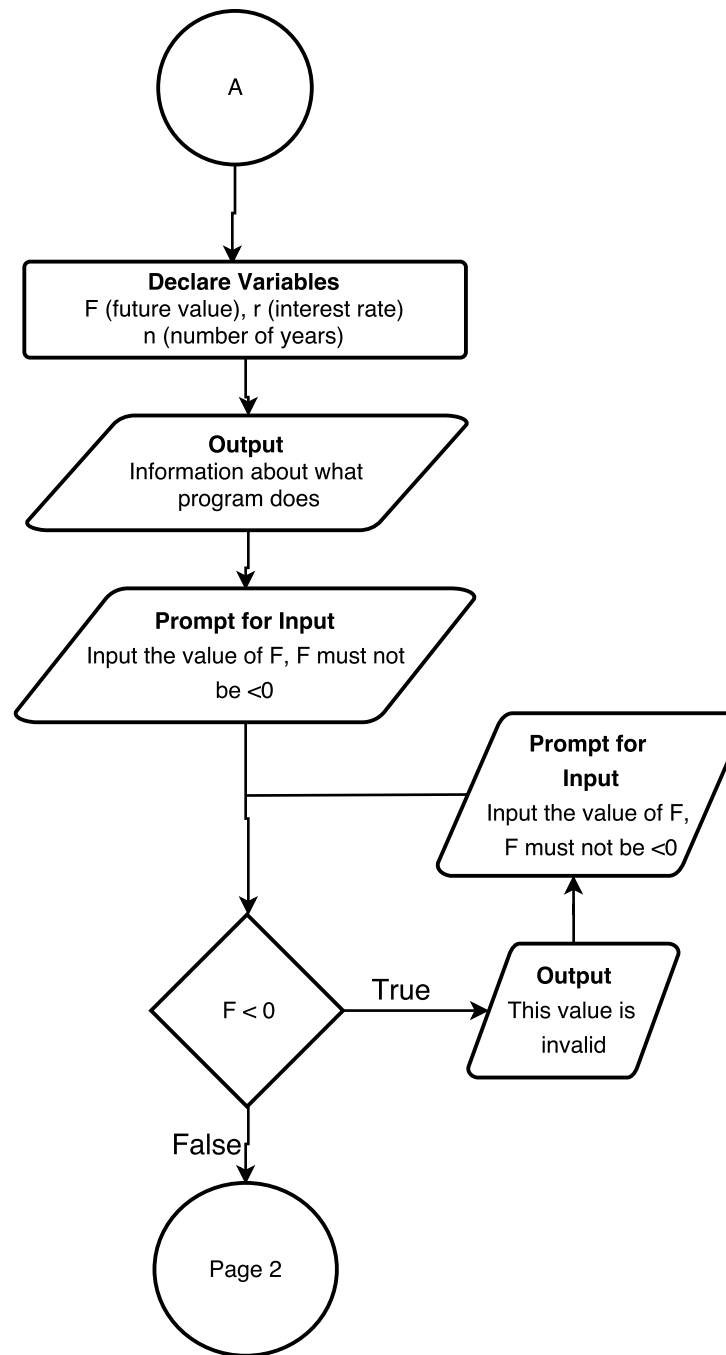 A
Declare Variables
F (future value), r (interest rate)
n (number of years)
Output
Information about what
program does
Prompt for Input
Input the value of F, F must not
be <0
Prompt for
Input
Input the value of F,
F must not be <0
F < 0
True
Output
This value is
invalid
False
Page 2